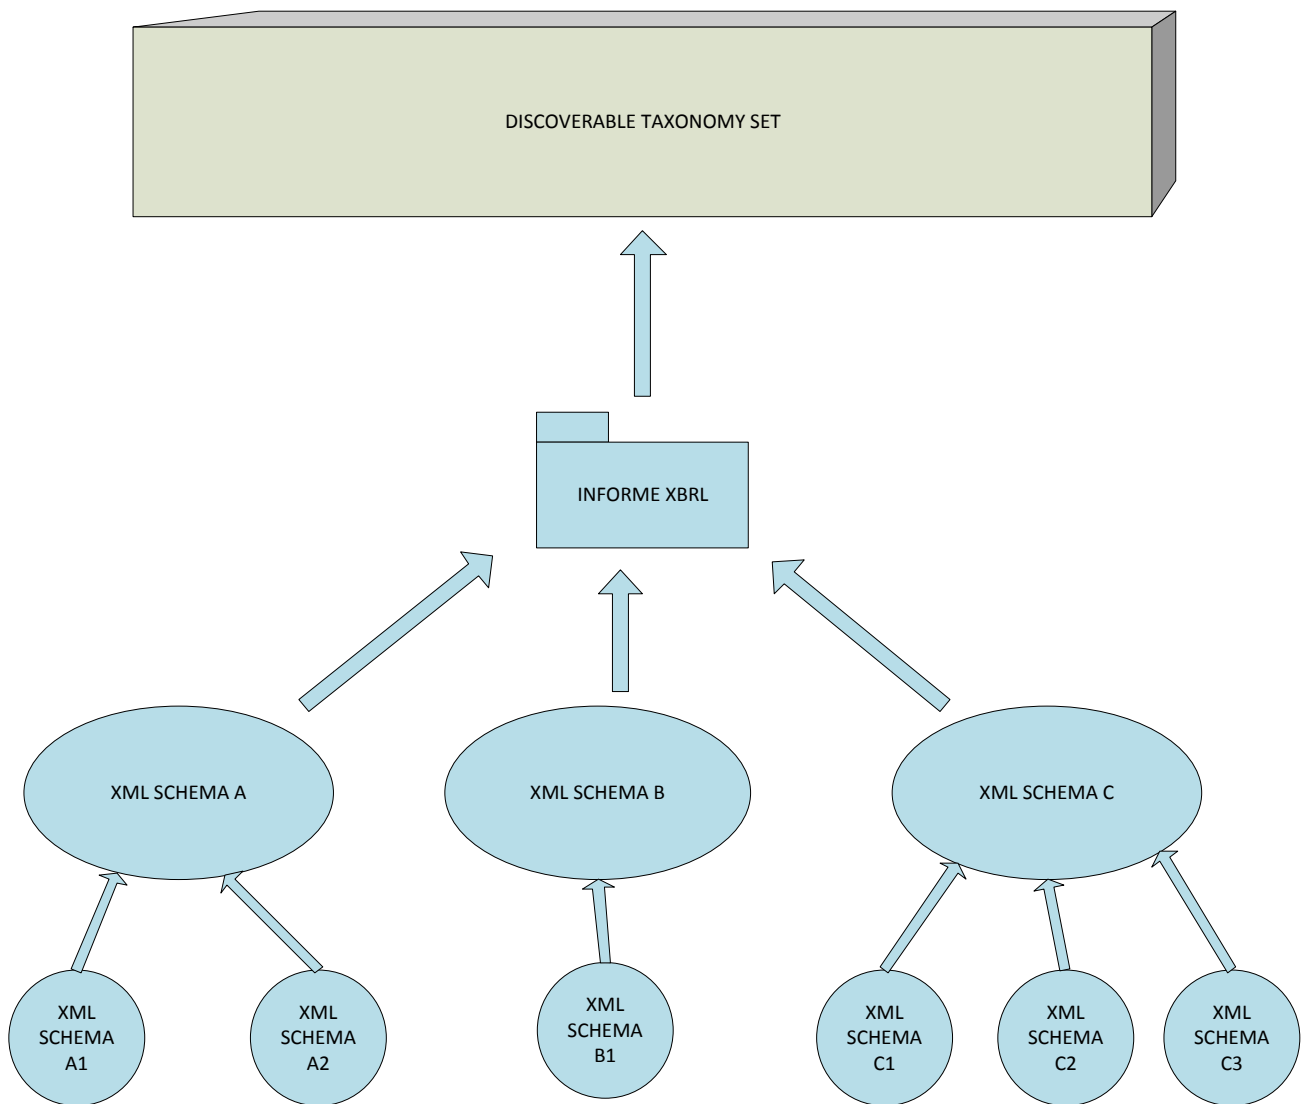 DISCOVERABLE TAXONOMY SET
INFORME XBRL
XML SCHEMA A
XML SCHEMA B
XML SCHEMA C
XML
SCHEMA
A1
XML
SCHEMA
A2
XML
SCHEMA
B1
XML
SCHEMA
C1
XML
SCHEMA
C2
XML
SCHEMA
C3